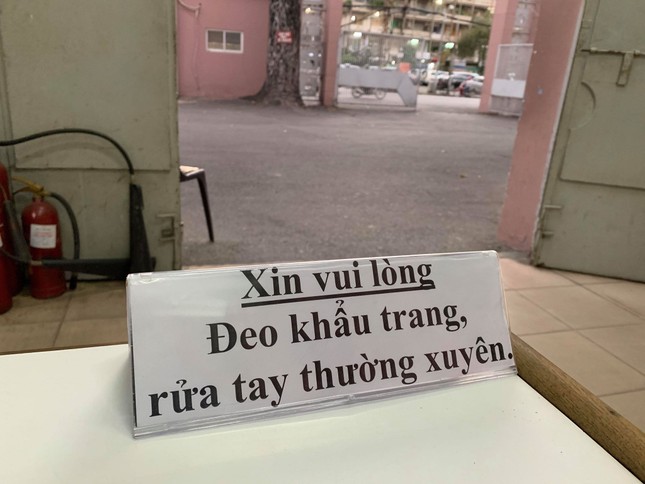 Xin vui lòng
Đeo khẩu trang,
rửa tay thường xuyên.